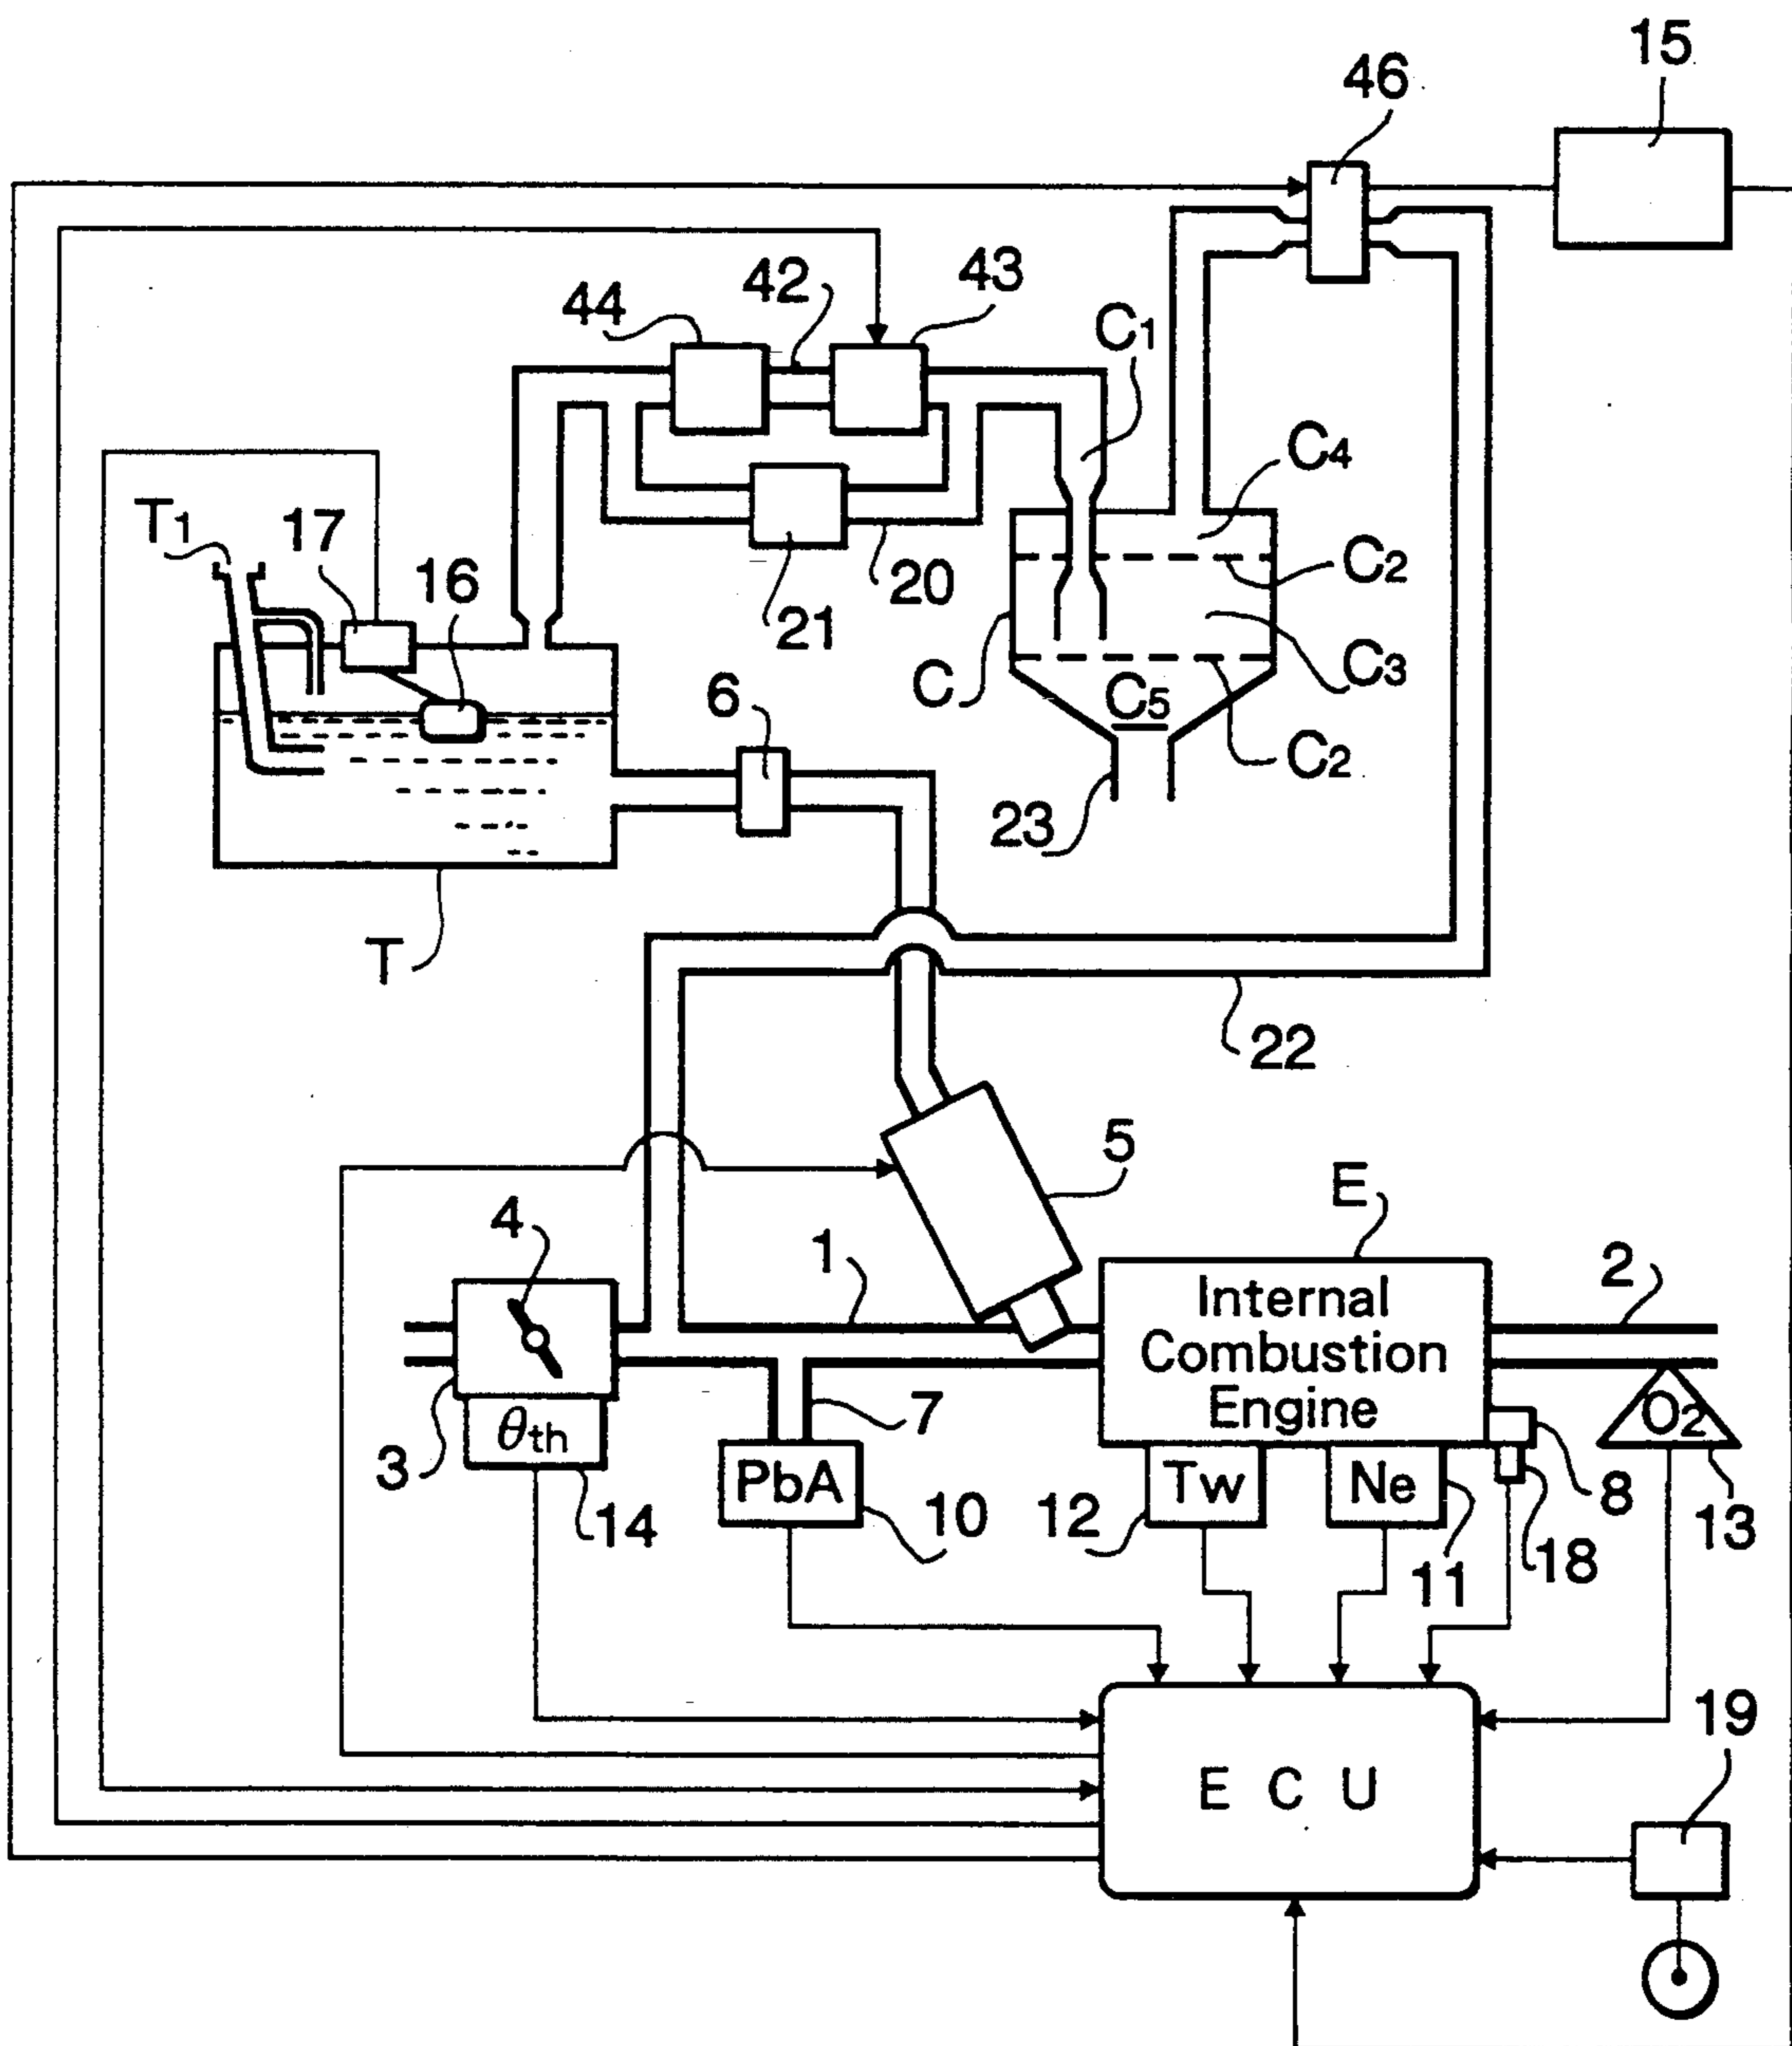 15
46
44
42
43
C1
C4
T1
17
16
21
20
C2
C
C3
C5
6
C2
23
T
22
5
4
1
E
2
Internal
Combustion
Engine
3
θth
7
O2
PbA
Tw
Ne
8
14
10
12
11
18
13
19
E C U